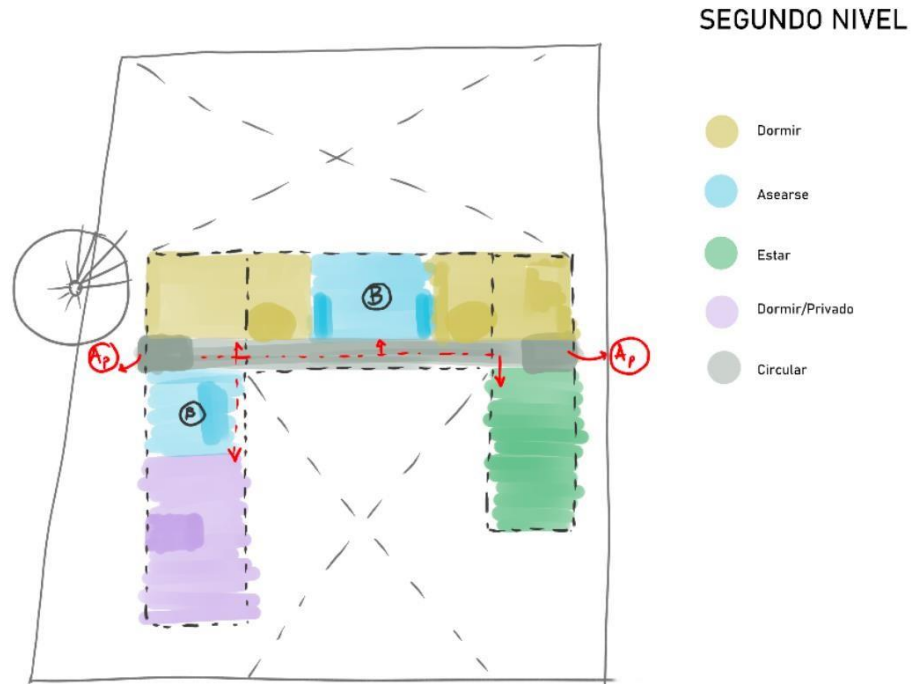 SEGUNDO NIVEL
Dormir
Asearse
Estar
Dormir/Privado
Circular
B
Ap
Ap
B